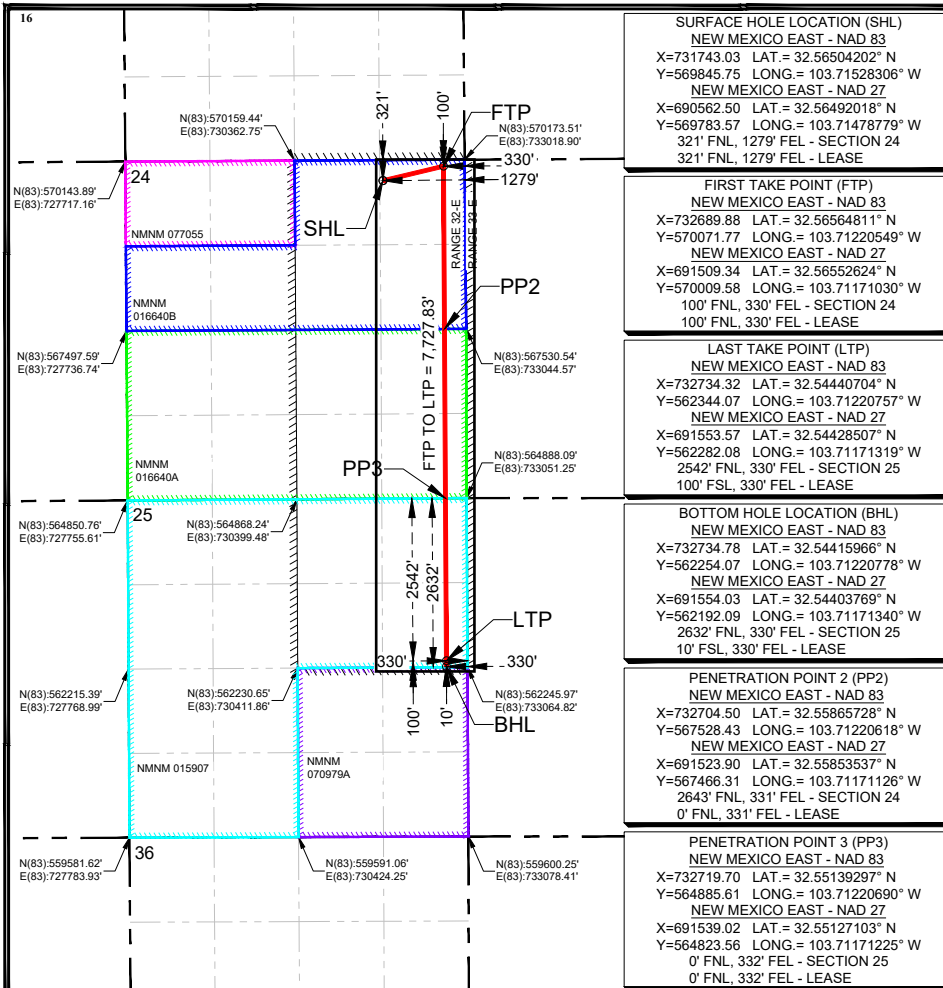 16
N(83):570159.44'
E(83):730362.75'
321'
100'
FTP
N(83):570173.51'
E(83):733018.90'
330'
1279'
24
N(83):570143.89'
E(83):727717.16'
SHL
RANGE 32-E
RANGE 33-E
NMNM 077055
NMNM
016640B
PP2
N(83):567497.59'
E(83):727736.74'
N(83):567530.54'
E(83):733044.57'
FTP TO LTP = 7,727.83'
NMNM
016640A
PP3
N(83):564888.09'
E(83):733051.25'
25
N(83):564850.76'
E(83):727755.61'
N(83):564868.24'
E(83):730399.48'
2542'
2632'
LTP
330'
330'
N(83):562215.39'
E(83):727768.99'
N(83):562230.65'
E(83):730411.86'
100'
10'
N(83):562245.97'
E(83):733064.82'
BHL
NMNM 015907
NMNM
070979A
36
N(83):559581.62'
E(83):727783.93'
N(83):559591.06'
E(83):730424.25'
N(83):559600.25'
E(83):733078.41'
SURFACE HOLE LOCATION (SHL)
NEW MEXICO EAST - NAD 83
X=731743.03 LAT.= 32.56504202° N
Y=569845.75 LONG.= 103.71528306° W
NEW MEXICO EAST - NAD 27
X=690562.50 LAT.= 32.56492018° N
Y=569783.57 LONG.= 103.71478779° W
321' FNL, 1279' FEL - SECTION 24
321' FNL, 1279' FEL - LEASE
FIRST TAKE POINT (FTP)
NEW MEXICO EAST - NAD 83
X=732689.88 LAT.= 32.56564811° N
Y=570071.77 LONG.= 103.71220549° W
NEW MEXICO EAST - NAD 27
X=691509.34 LAT.= 32.56552624° N
Y=570009.58 LONG.= 103.71171030° W
100' FNL, 330' FEL - SECTION 24
100' FNL, 330' FEL - LEASE
LAST TAKE POINT (LTP)
NEW MEXICO EAST - NAD 83
X=732734.32 LAT.= 32.54440704° N
Y=562344.07 LONG.= 103.71220757° W
NEW MEXICO EAST - NAD 27
X=691553.57 LAT.= 32.54428507° N
Y=562282.08 LONG.= 103.71171319° W
2542' FNL, 330' FEL - SECTION 25
100' FSL, 330' FEL - LEASE
BOTTOM HOLE LOCATION (BHL)
NEW MEXICO EAST - NAD 83
X=732734.78 LAT.= 32.54415966° N
Y=562254.07 LONG.= 103.71220778° W
NEW MEXICO EAST - NAD 27
X=691554.03 LAT.= 32.54403769° N
Y=562192.09 LONG.= 103.71171340° W
2632' FNL, 330' FEL - SECTION 25
10' FSL, 330' FEL - LEASE
PENETRATION POINT 2 (PP2)
NEW MEXICO EAST - NAD 83
X=732704.50 LAT.= 32.55865728° N
Y=567528.43 LONG.= 103.71220618° W
NEW MEXICO EAST - NAD 27
X=691523.90 LAT.= 32.55853537° N
Y=567466.31 LONG.= 103.71171126° W
2643' FNL, 331' FEL - SECTION 24
0' FNL, 331' FEL - LEASE
PENETRATION POINT 3 (PP3)
NEW MEXICO EAST - NAD 83
X=732719.70 LAT.= 32.55139297° N
Y=564885.61 LONG.= 103.71220690° W
NEW MEXICO EAST - NAD 27
X=691539.02 LAT.= 32.55127103° N
Y=564823.56 LONG.= 103.71171225° W
0' FNL, 332' FEL - SECTION 25
0' FNL, 332' FEL - LEASE